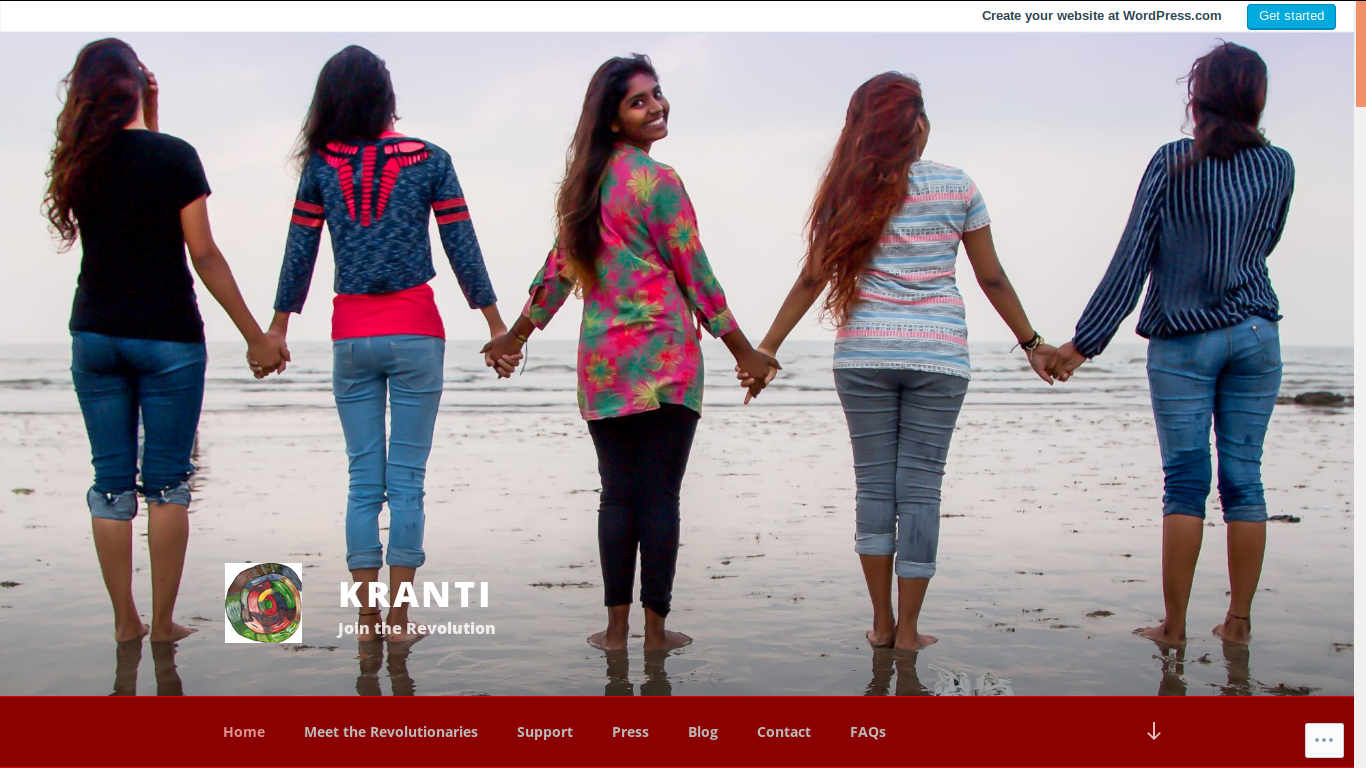 Create your website at WordPress.com
Get started
KRANTI
Join the Revolution
Home
Meet the Revolutionaries
Support
Press
Blog
Contact
FAQs